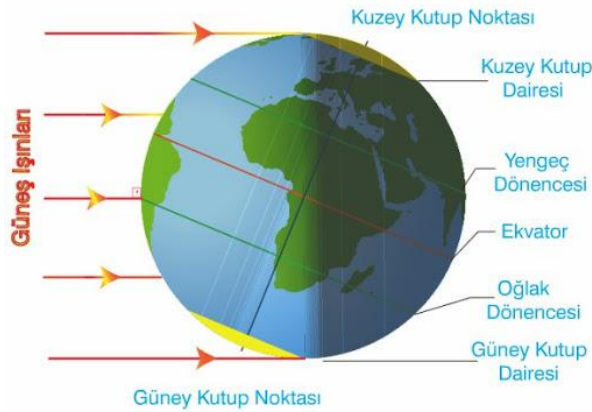 Kuzey Kutup Noktası
Kuzey Kutup
Dairesi
Güneş Işınları
Yengeç
Dönencesi
Ekvator
Oğlak
Dönencesi
Güney Kutup
Dairesi
Güney Kutup Noktası